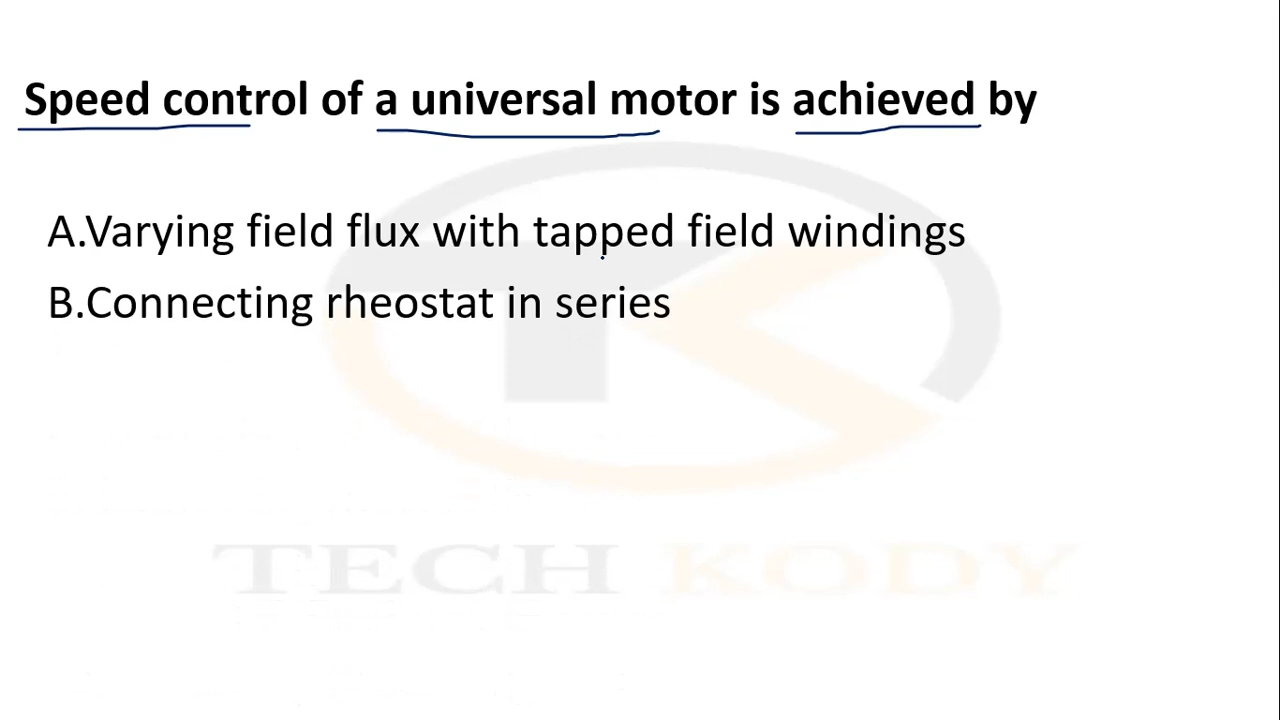 Speed control of a universal motor is achieved by
A.Varying field flux with tapped field windings
B.Connecting rheostat in series
TECH KODY